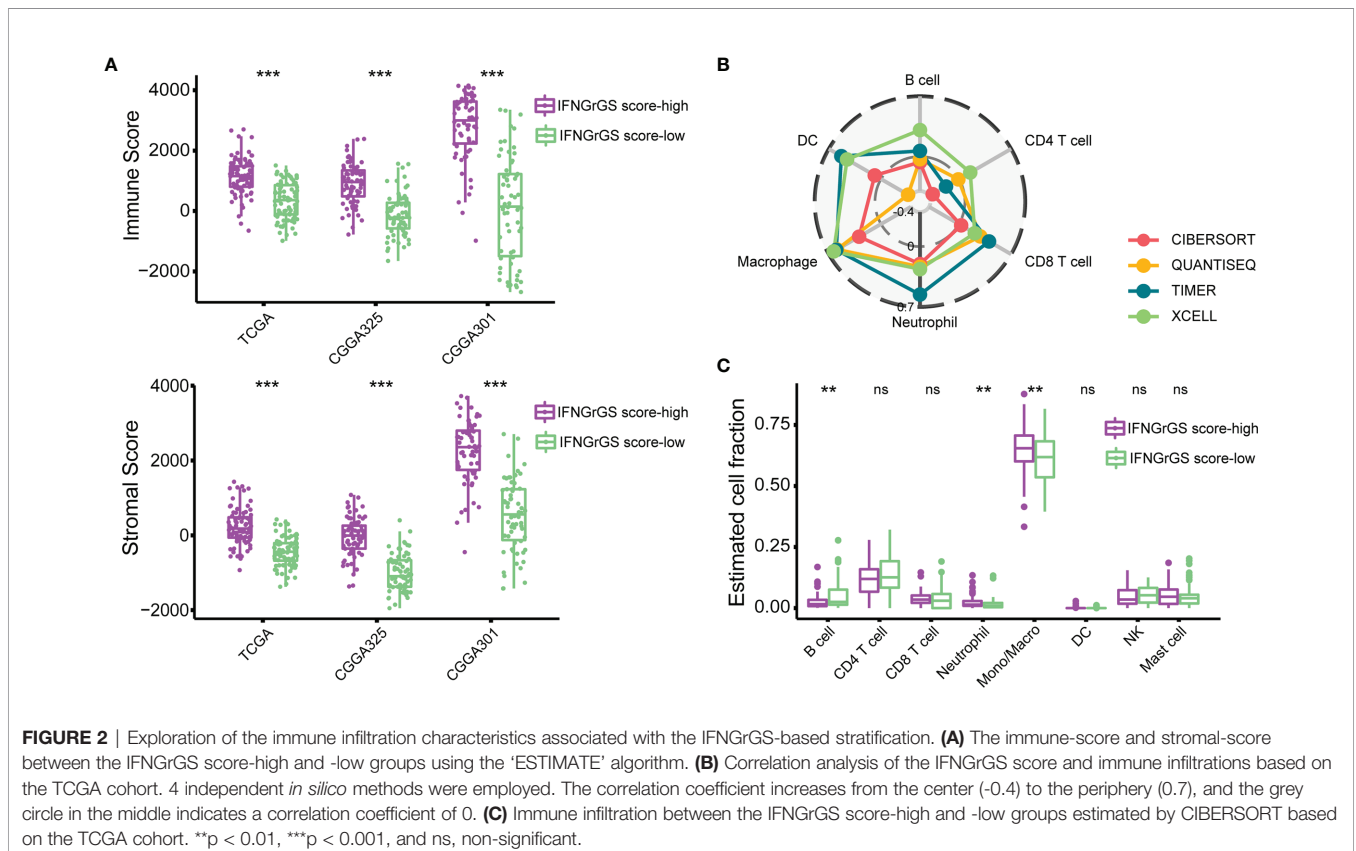 A
***
***
***
4000
2000
0
−2000
Immune Score
IFNGrGS score-high
IFNGrGS score-low
TCGA
CGGA325
CGGA301
***
***
***
4000
2000
0
−2000
Stromal Score
IFNGrGS score-high
IFNGrGS score-low
TCGA
CGGA325
CGGA301
B
B cell
CD4 T cell
CD8 T cell
Neutrophil
Macrophage
DC
-0.4
0
0.7
CIBERSORT
QUANTISEQ
TIMER
XCELL
C
**
ns
ns
**
**
ns
ns
ns
0.75
0.50
0.25
0.00
Estimated cell fraction
IFNGrGS score-high
IFNGrGS score-low
B cell
CD4 T cell
CD8 T cell
Neutrophil
Mono/Macro
DC
NK
Mast cell
FIGURE 2 | Exploration of the immune infiltration characteristics associated with the IFNGrGS-based stratification. (A) The immune-score and stromal-score
between the IFNGrGS score-high and -low groups using the ‘ESTIMATE’ algorithm. (B) Correlation analysis of the IFNGrGS score and immune infiltrations based on
the TCGA cohort. 4 independent in silico methods were employed. The correlation coefficient increases from the center (-0.4) to the periphery (0.7), and the grey
circle in the middle indicates a correlation coefficient of 0. (C) Immune infiltration between the IFNGrGS score-high and -low groups estimated by CIBERSORT based
on the TCGA cohort. **p < 0.01, ***p < 0.001, and ns, non-significant.